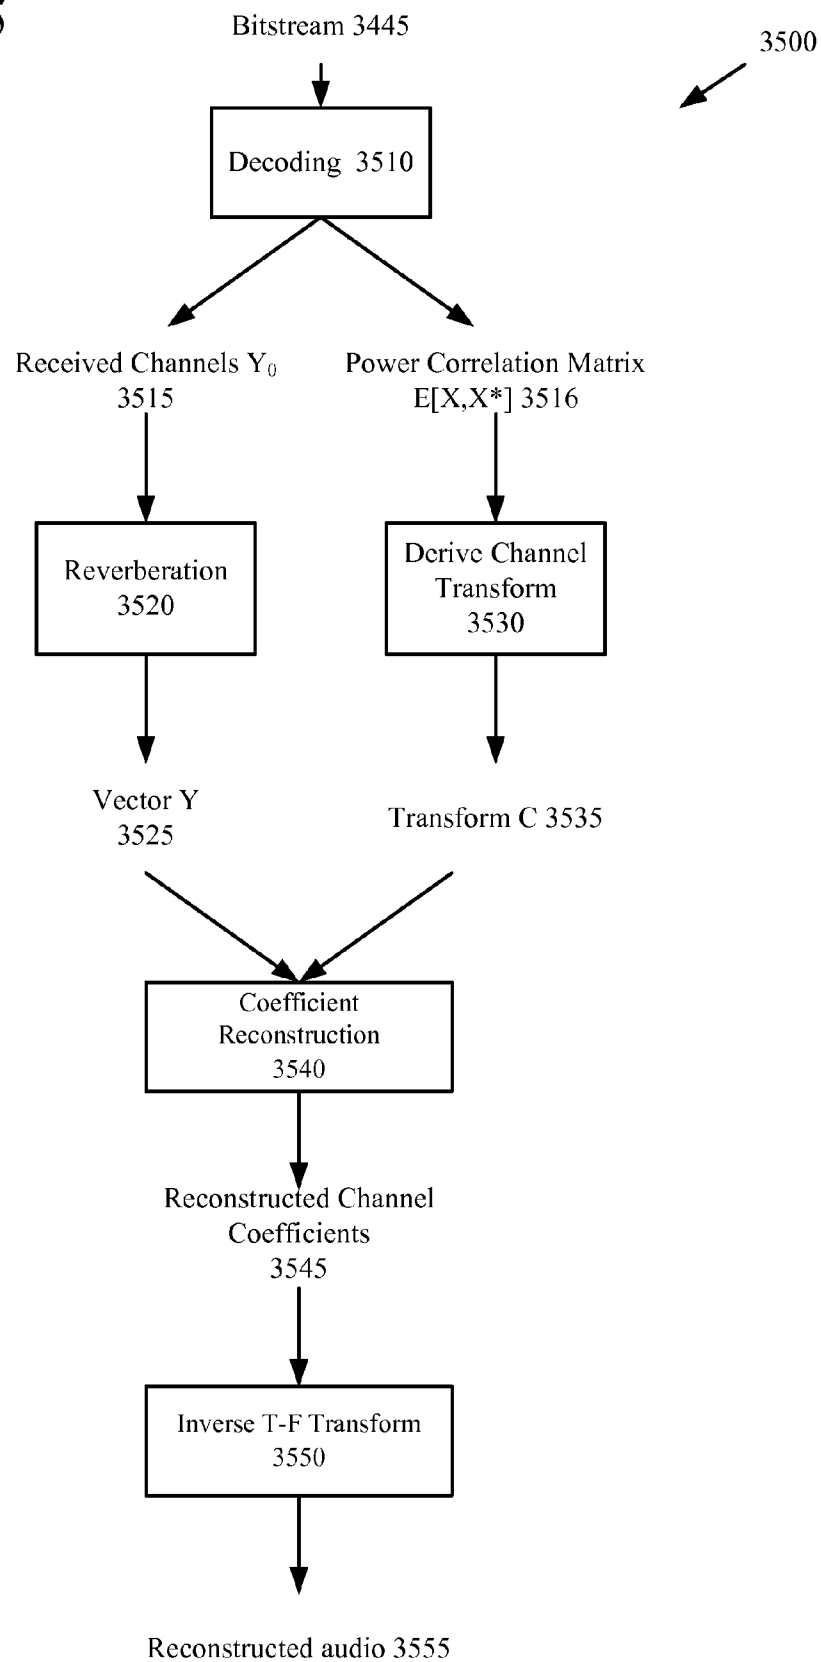 Bitstream 3445
3500
Decoding 3510
Received Channels Y₀
3515
Power Correlation Matrix
E[X,X*] 3516
Reverberation
3520
Derive Channel
Transform
3530
Vector Y
3525
Transform C 3535
Coefficient
Reconstruction
3540
Reconstructed Channel
Coefficients
3545
Inverse T-F Transform
3550
Reconstructed audio 3555